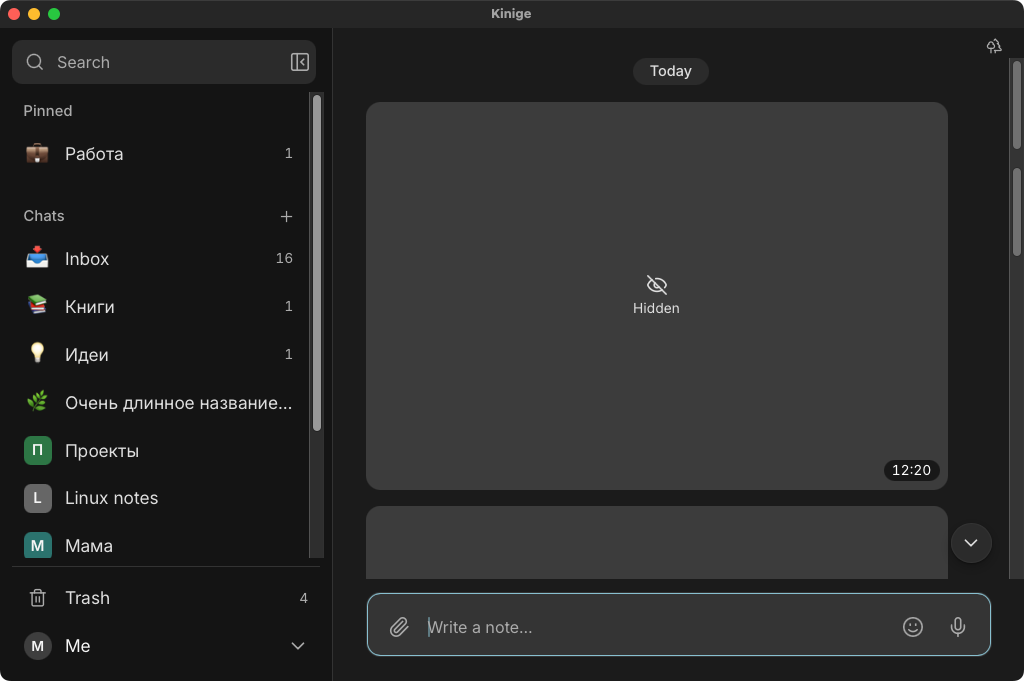 Kinige
Search
Pinned
Работа 1
Chats
Inbox 16
Книги 1
Идеи 1
Очень длинное название...
П Проекты
L Linux notes
М Мама
Trash 4
M Me
Today
Hidden
12:20
Write a note...